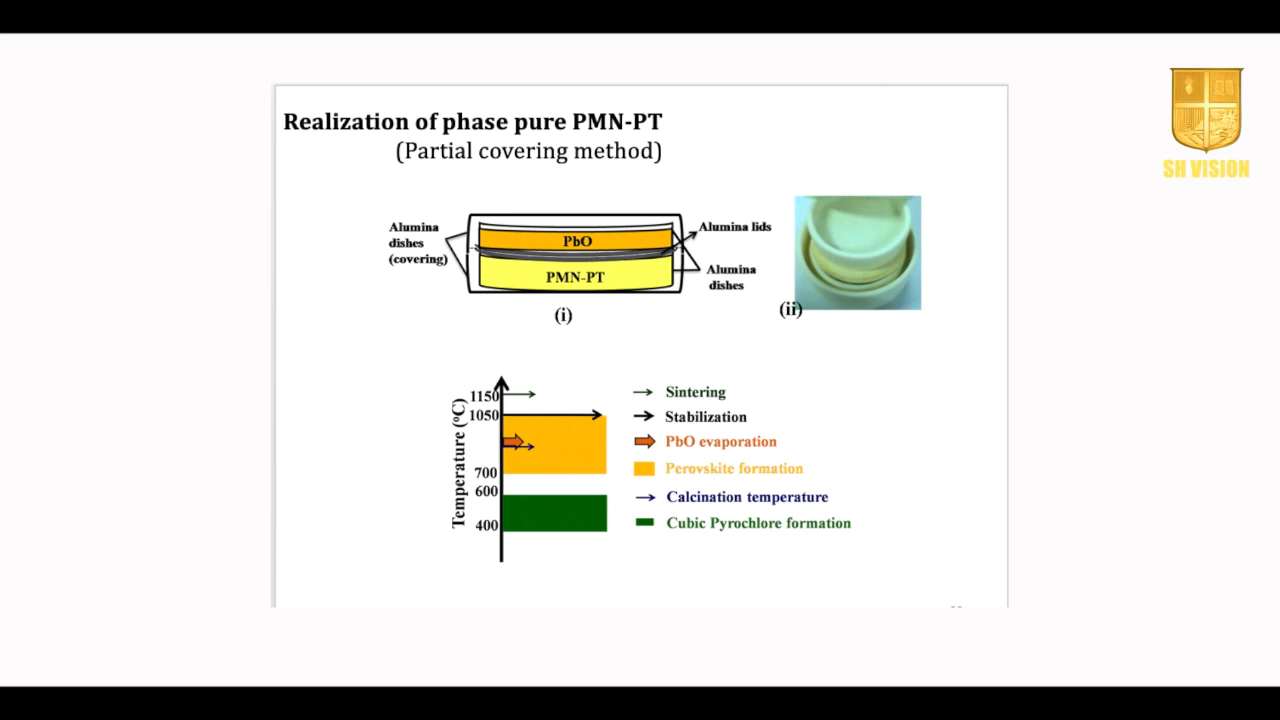 Realization of phase pure PMN-PT
(Partial covering method)
SH VISION
Alumina
dishes
(covering)
PbO
PMN-PT
Alumina lids
Alumina
dishes
(i)
(ii)
Temperature (°C)
1150
1050
700
600
400
Sintering
Stabilization
PbO evaporation
Perovskite formation
Calcination temperature
Cubic Pyrochlore formation